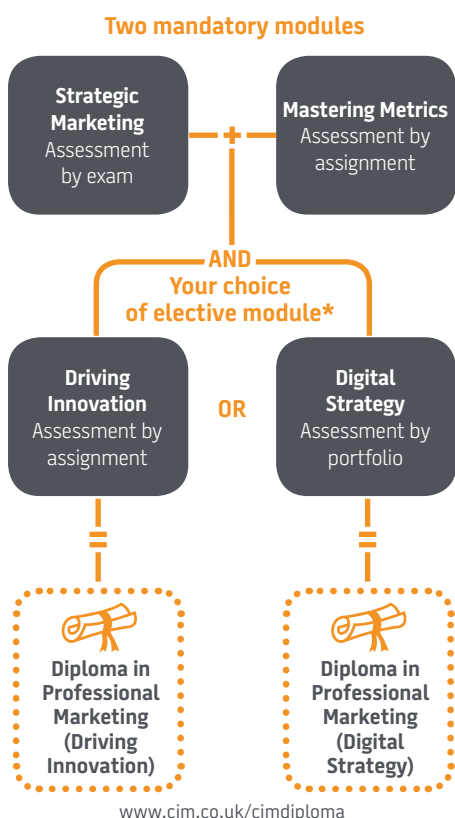 Two mandatory modules
Strategic
Marketing
Assessment
by exam
+
Mastering Metrics
Assessment by
assignment
AND
Your choice
of elective module*
Driving
Innovation
Assessment by
assignment
OR
Digital
Strategy
Assessment by
portfolio
=
=
Diploma in
Professional
Marketing
(Driving
Innovation)
Diploma in
Professional
Marketing
(Digital
Strategy)
www.cim.co.uk/cimdiploma